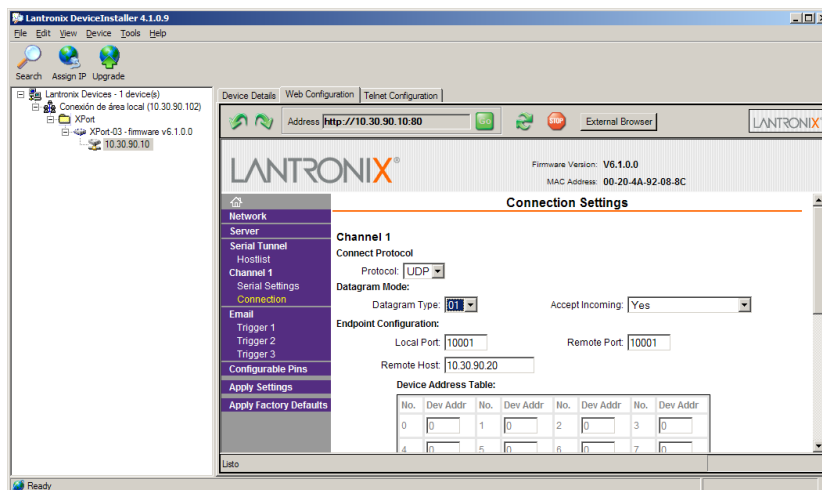 Lantronix DeviceInstaller 4.1.0.9
File Edit View Device Tools Help
Search Assign IP Upgrade
Lantronix Devices - 1 device(s)
Conexión de área local (10.30.90.102)
XPort
XPort-03 - firmware v6.1.0.0
10.30.90.10
Device Details Web Configuration Telnet Configuration
Address http://10.30.90.10:80 GO STOP External Browser LANTRONIX
LANTRONIX®
Firmware Version: V6.1.0.0
MAC Address: 00-20-4A-92-08-8C
Network
Server
Serial Tunnel
Hostlist
Channel 1
Serial Settings
Connection
Email
Trigger 1
Trigger 2
Trigger 3
Configurable Pins
Apply Settings
Apply Factory Defaults
Connection Settings
Channel 1
Connect Protocol
Protocol: UDP
Datagram Mode:
Datagram Type: 01 Accept Incoming: Yes
Endpoint Configuration:
Local Port: 10001 Remote Port: 10001
Remote Host: 10.30.90.20
Device Address Table:
No. Dev Addr No. Dev Addr No. Dev Addr No. Dev Addr
0 0 1 0 2 0 3 0
4 0 5 0 6 0 7 0
Listo
Ready